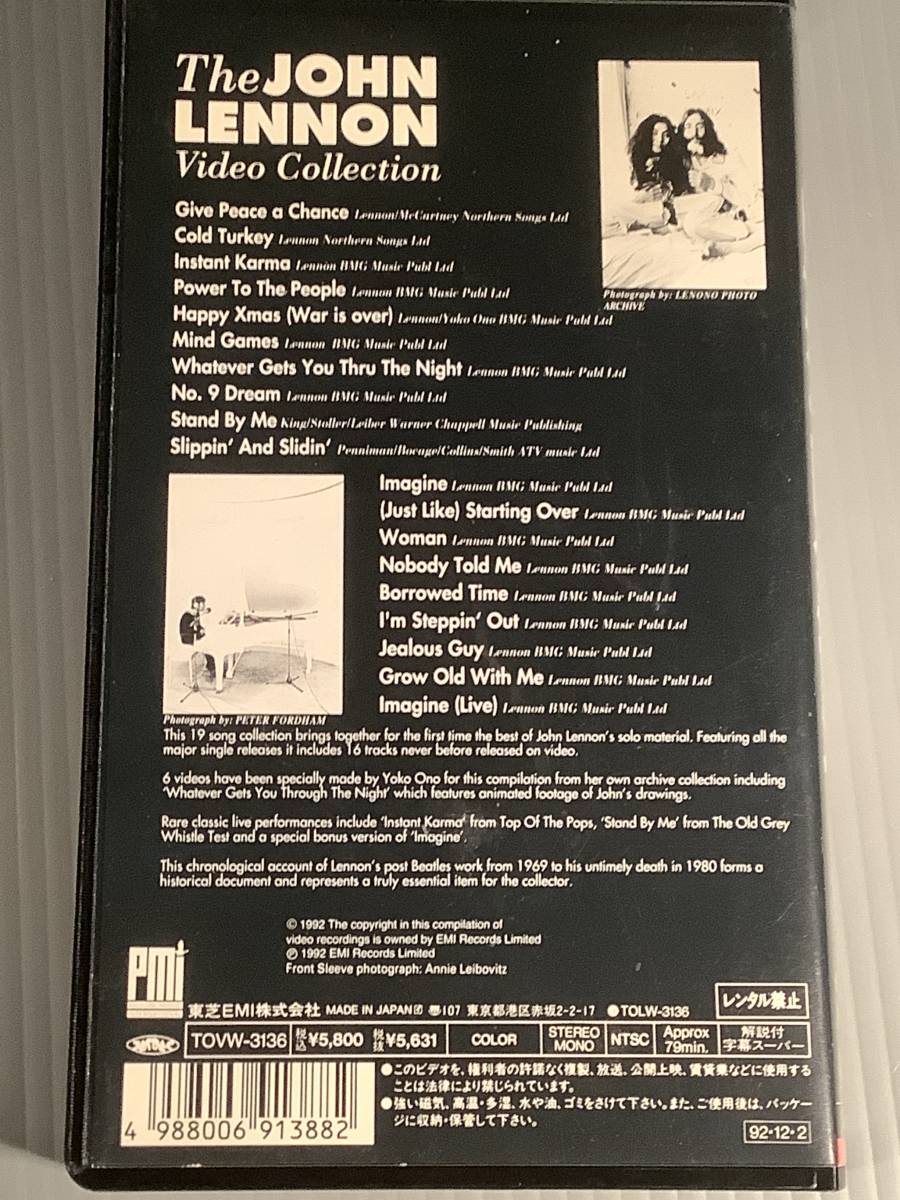 The JOHN
LENNON
Video Collection
Give Peace a Chance Lennon/McCartney Northern Songs Ltd
Cold Turkey Lennon Northern Songs Ltd
Instant Karma Lennon BMG Music Publ Ltd
Power To The People Lennon BMG Music Publ Ltd
Happy Xmas (War is over) Lennon/Yoko Ono BMG Music Publ Ltd
Mind Games Lennon BMG Music Publ Ltd
Whatever Gets You Thru The Night Lennon BMG Music Publ Ltd
No. 9 Dream Lennon BMG Music Publ Ltd
Stand By Me King/Stoller/Leiber Warner Chappell Music Publishing
Slippin' And Slidin' Penniman/Bocage/Collins/Smith ATV music Ltd
Photograph by: LENONO PHOTO
ARCHIVE
Imagine Lennon BMG Music Publ Ltd
(Just Like) Starting Over Lennon BMG Music Publ Ltd
Woman Lennon BMG Music Publ Ltd
Nobody Told Me Lennon BMG Music Publ Ltd
Borrowed Time Lennon BMG Music Publ Ltd
I'm Steppin' Out Lennon BMG Music Publ Ltd
Jealous Guy Lennon BMG Music Publ Ltd
Grow Old With Me Lennon BMG Music Publ Ltd
Imagine (Live) Lennon BMG Music Publ Ltd
Photograph by: PETER FORDHAM
This 19 song collection brings together for the first time the best of John Lennon's solo material. Featuring all the
major single releases it includes 16 tracks never before released on video.
6 videos have been specially made by Yoko Ono for this compilation from her own archive collection including
'Whatever Gets You Through The Night' which features animated footage of John's drawings.
Rare classic live performances include 'Instant Karma' from Top Of The Pops, 'Stand By Me' from The Old Grey
Whistle Test and a special bonus version of 'Imagine'.
This chronological account of Lennon's post Beatles work from 1969 to his untimely death in 1980 forms a
historical document and represents a truly essential item for the collector.
© 1992 The copyright in this compilation of
video recordings is owned by EMI Records Limited
℗ 1992 EMI Records Limited
Front Sleeve photograph: Annie Leibovitz
PMI
東芝EMI株式会社 MADE IN JAPAN 〒107 東京都港区赤坂2-2-17 ●TOLW-3136
レンタル禁止
TOVW-3136 税込¥5,800 税抜¥5,631 COLOR STEREO MONO NTSC Approx 79min. 解説付 字幕スーパー
●このビデオを、権利者の許諾なく複製、放送、公開上映、賃貸業などに使用する
ことは法律により禁じられています。
●強い磁気、高温・多湿、水や油、ゴミをさけて下さい。また、ご使用後は、パッケー
ジに収納・保管して下さい。
4 988006 913882
92・12・2